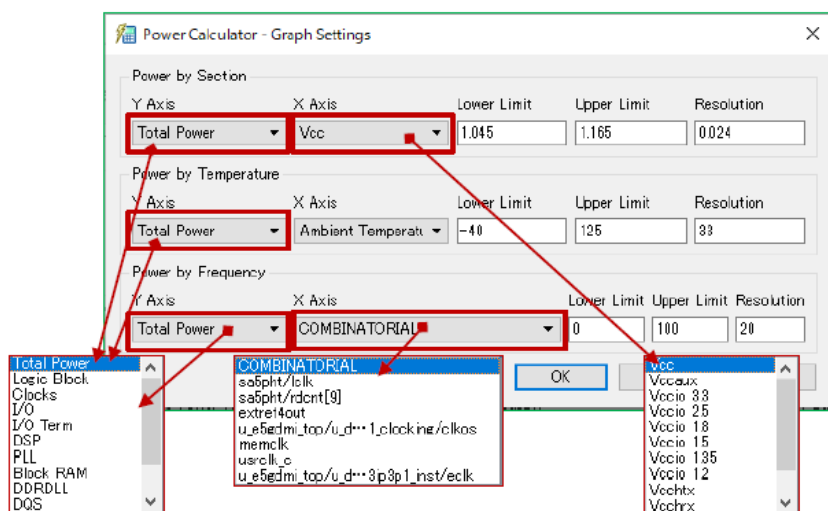 Power Calculator - Graph Settings
Power by Section
Y Axis X Axis Lower Limit Upper Limit Resolution
Total Power Vcc 1.045 1.165 0.024
Power by Temperature
Y Axis X Axis Lower Limit Upper Limit Resolution
Total Power Ambient Temperatu -40 125 33
Power by Frequency
Y Axis X Axis Lower Limit Upper Limit Resolution
Total Power COMBINATORIAL 0 100 20
OK
Total Power
Logic Block
Clocks
I/O
I/O Term
DSP
PLL
Block RAM
DDRDLL
DQS
COMBINATORIAL
sa5pht/lclk
sa5pht/rdcnt[9]
extref4out
u_e5gdmi_top/u_d…1_clocking/clkos
memclk
usrclk_c
u_e5gdmi_top/u_d…3ip3p1_inst/eclk
Vcc
Vccaux
Vccio 33
Vccio 25
Vccio 18
Vccio 15
Vccio 135
Vccio 12
Vcchtx
Vcchrx